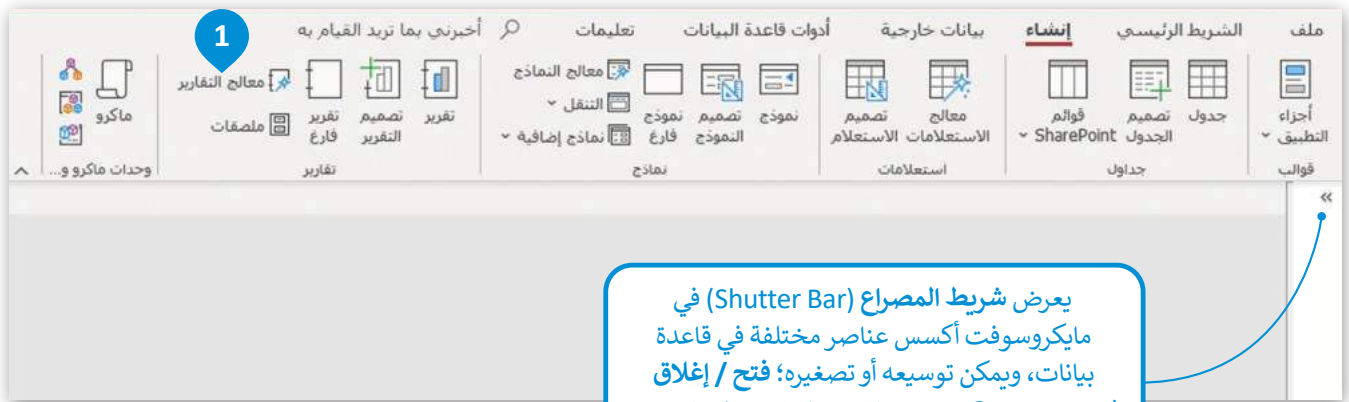 ملف الشريط الرئيسي إنشاء بيانات خارجية أدوات قاعدة البيانات تعليمات أخبرني بما تريد القيام به
1
أجزاء التطبيق
جدول
تصميم الجدول
قوائم SharePoint
معالج الاستعلامات
تصميم الاستعلام
نموذج
تصميم النموذج
نموذج فارغ
معالج النماذج
التنقل
نماذج إضافية
تقرير
تصميم التقرير
تقرير فارغ
معالج التقارير
ملصقات
ماكرو
قوالب جداول استعلامات نماذج تقارير وحدات ماكرو و...
يعرض شريط المصراع (Shutter Bar) في
مايكروسوفت أكسس عناصر مختلفة في قاعدة
بيانات، ويمكن توسيعه أو تصغيره؛ فتح / إغلاق